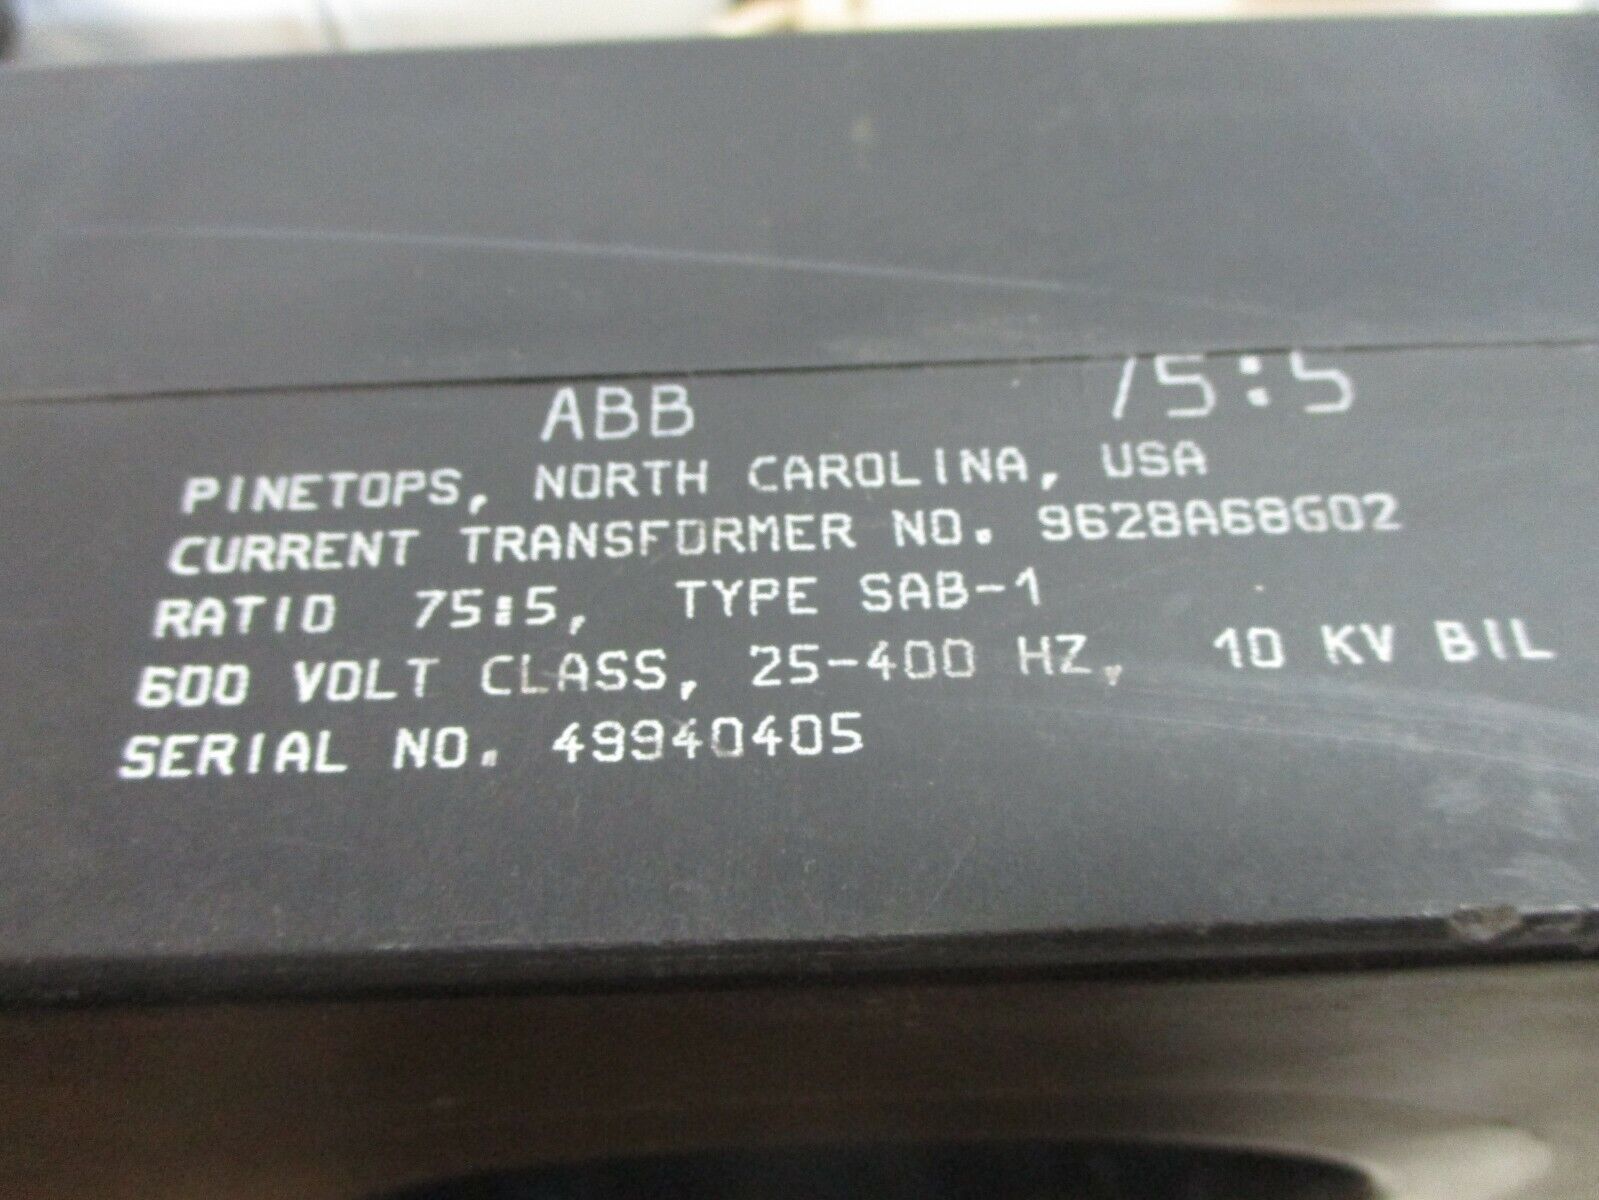 ABB 75:5
PINETOPS, NORTH CAROLINA, USA
CURRENT TRANSFORMER NO. 9628A68G02
RATIO 75:5, TYPE SAB-1
600 VOLT CLASS, 25-400 HZ, 10 KV BIL
SERIAL NO. 49940405